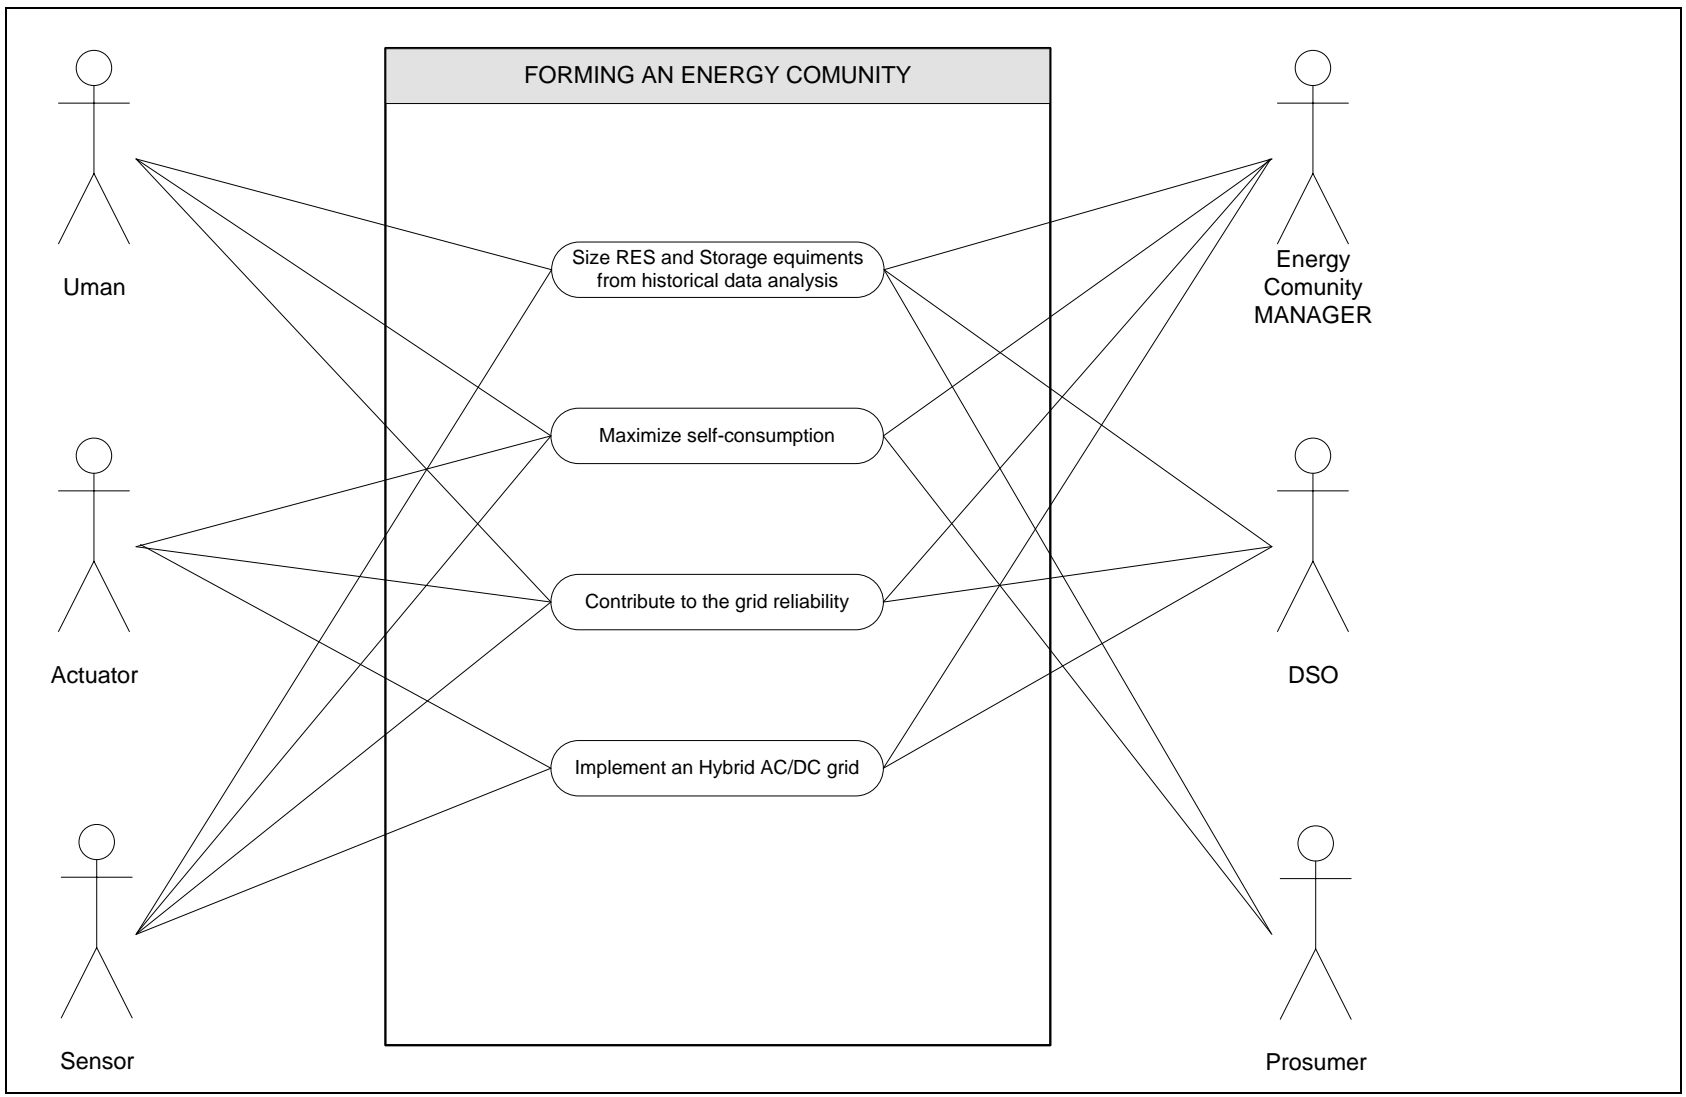 FORMING AN ENERGY COMUNITY
Uman
Size RES and Storage equiments
from historical data analysis
Energy
Comunity
MANAGER
Maximize self-consumption
Actuator
Contribute to the grid reliability
DSO
Implement an Hybrid AC/DC grid
Sensor
Prosumer